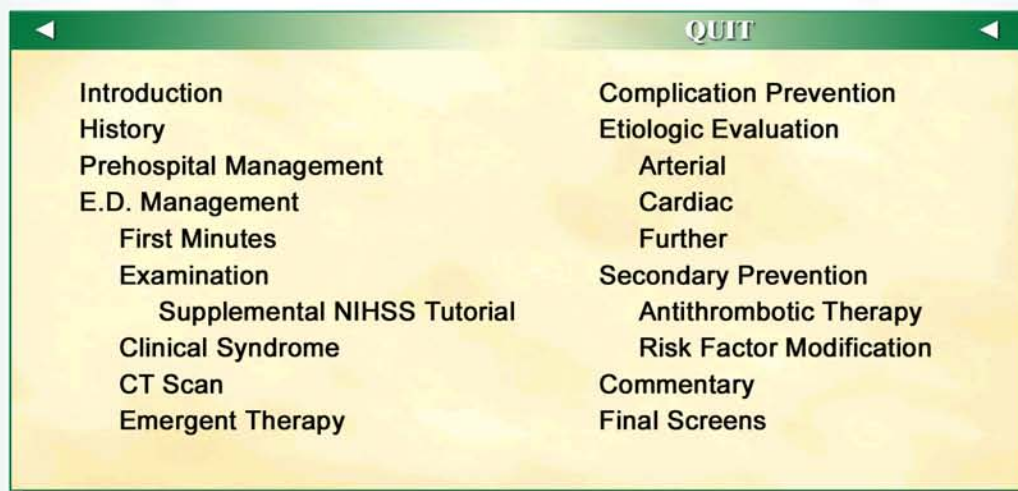 QUIT
Introduction
History
Prehospital Management
E.D. Management
First Minutes
Examination
Supplemental NIHSS Tutorial
Clinical Syndrome
CT Scan
Emergent Therapy
Complication Prevention
Etiologic Evaluation
Arterial
Cardiac
Further
Secondary Prevention
Antithrombotic Therapy
Risk Factor Modification
Commentary
Final Screens